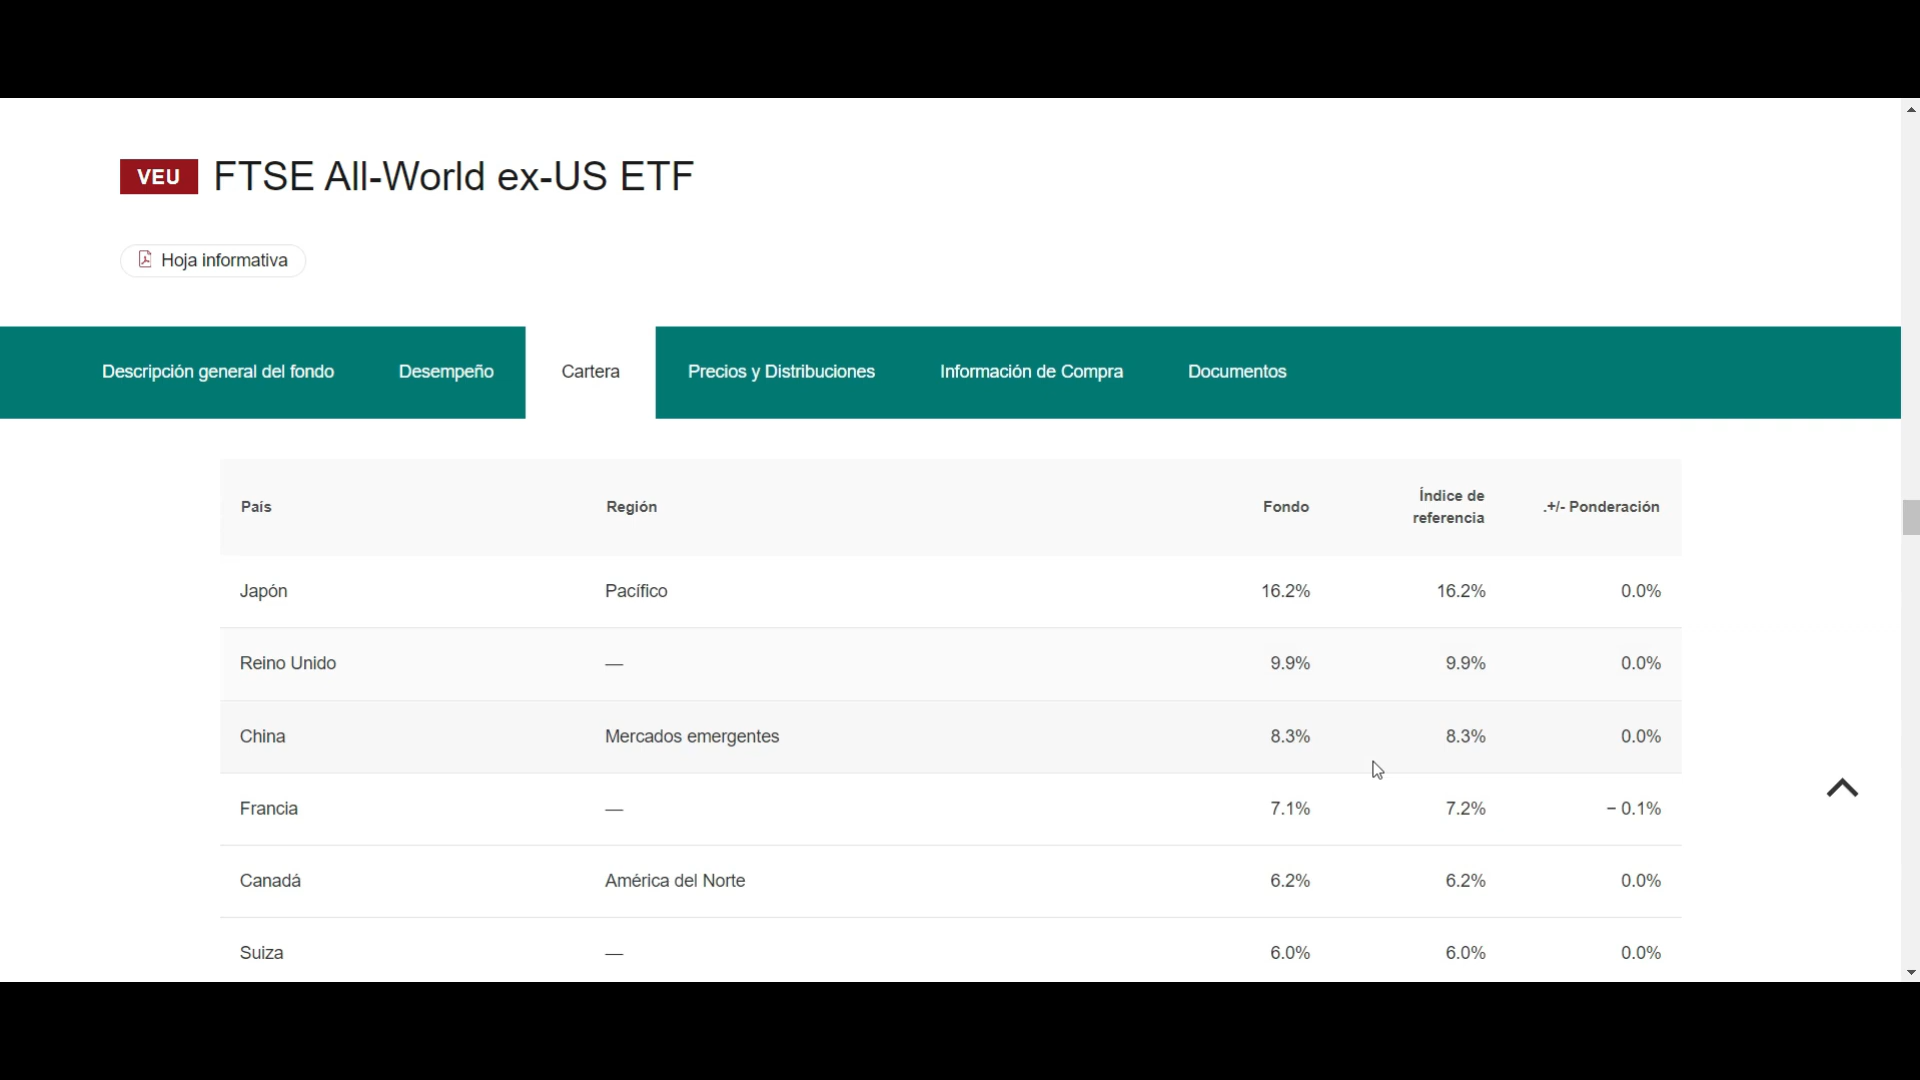 VEU FTSE All-World ex-US ETF
Hoja informativa
Descripción general del fondo Desempeño Cartera Precios y Distribuciones Información de Compra Documentos
País Región Fondo Índice de referencia .+/- Ponderación
Japón Pacífico 16.2% 16.2% 0.0%
Reino Unido — 9.9% 9.9% 0.0%
China Mercados emergentes 8.3% 8.3% 0.0%
Francia — 7.1% 7.2% − 0.1%
Canadá América del Norte 6.2% 6.2% 0.0%
Suiza — 6.0% 6.0% 0.0%